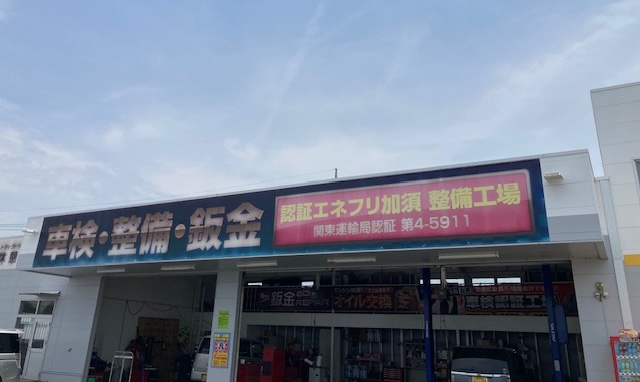 車検・整備・鈑金
認証エネフリ加須 整備工場
関東運輸局認証 第4-5911
鈑金
オイル交換
車検認証工場